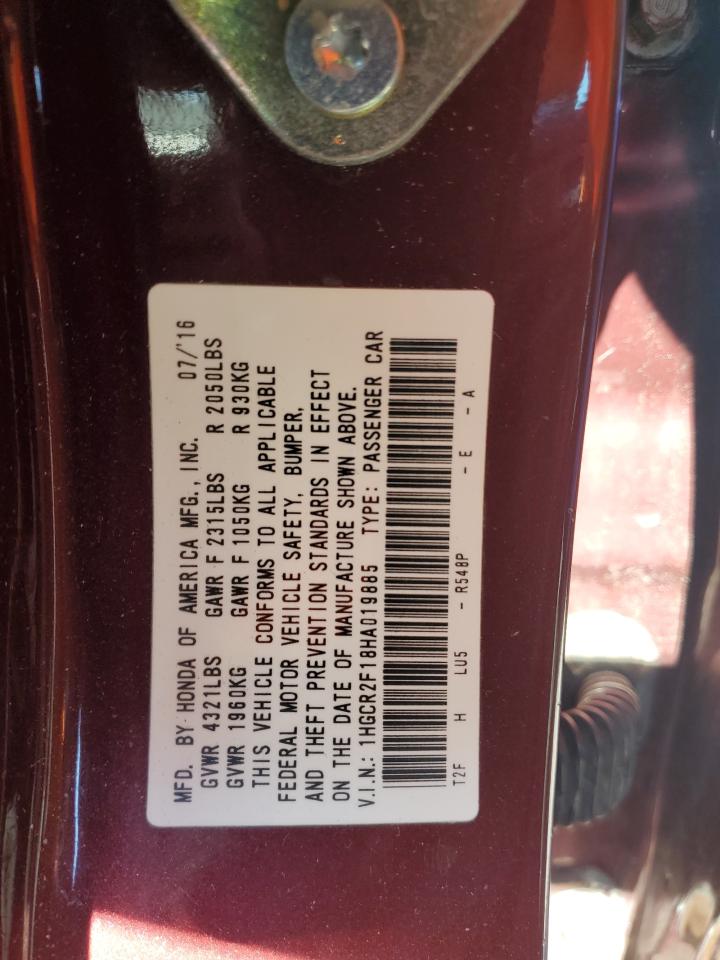 MFD. BY HONDA OF AMERICA MFG., INC. 07/'16
GVWR 4321LBS GAWR F 2315LBS R 2050LBS
GVWR 1960KG GAWR F 1050KG R 930KG
THIS VEHICLE CONFORMS TO ALL APPLICABLE
FEDERAL MOTOR VEHICLE SAFETY, BUMPER,
AND THEFT PREVENTION STANDARDS IN EFFECT
ON THE DATE OF MANUFACTURE SHOWN ABOVE.
V.I.N.: 1HGCR2F18HA019885 TYPE: PASSENGER CAR
T2F H LU5 - R548P - E - A